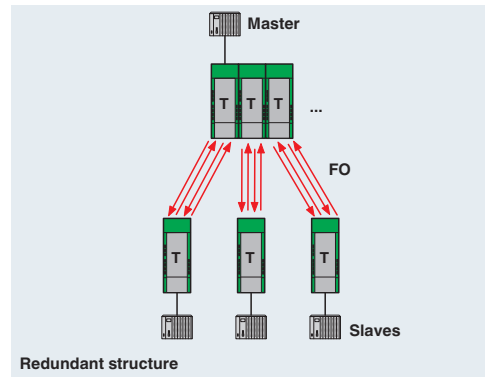 Master
T T T ...
FO
T T T
Slaves
Redundant structure